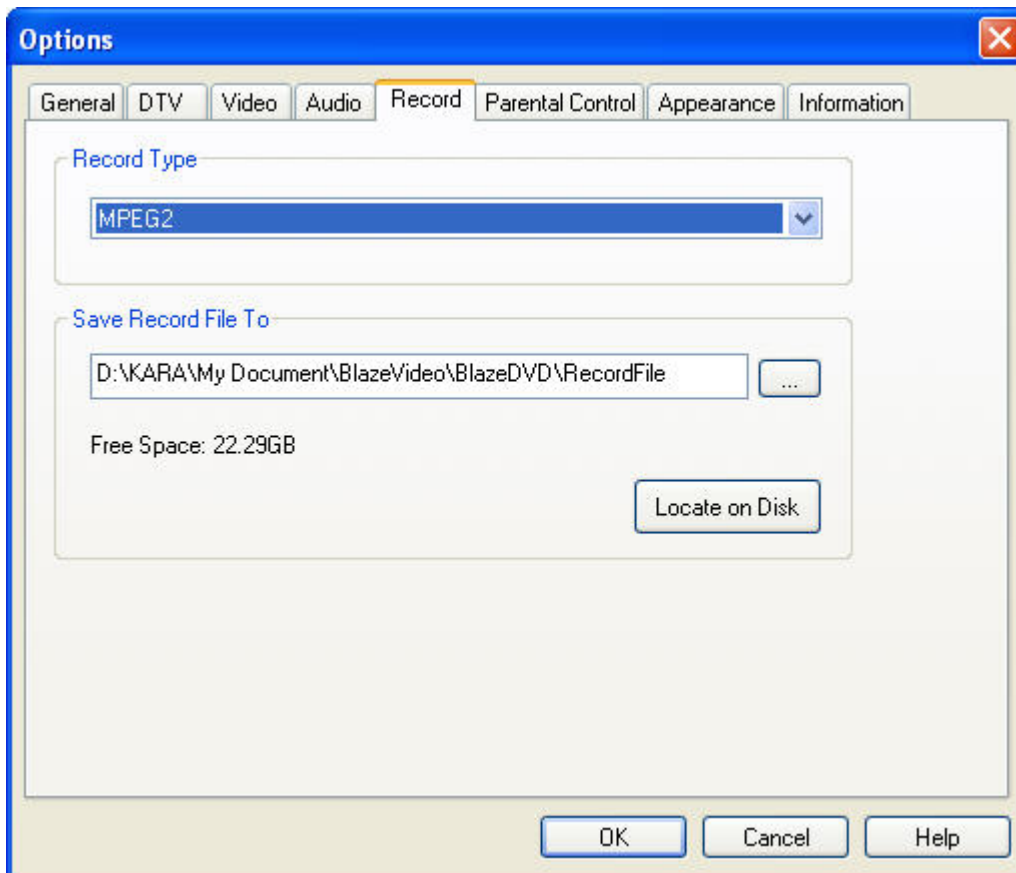 Options
General DTV Video Audio Record Parental Control Appearance Information
Record Type
MPEG2
Save Record File To
D:\KARA\My Document\BlazeVideo\BlazeDVD\RecordFile ...
Free Space: 22.29GB
Locate on Disk
OK Cancel Help